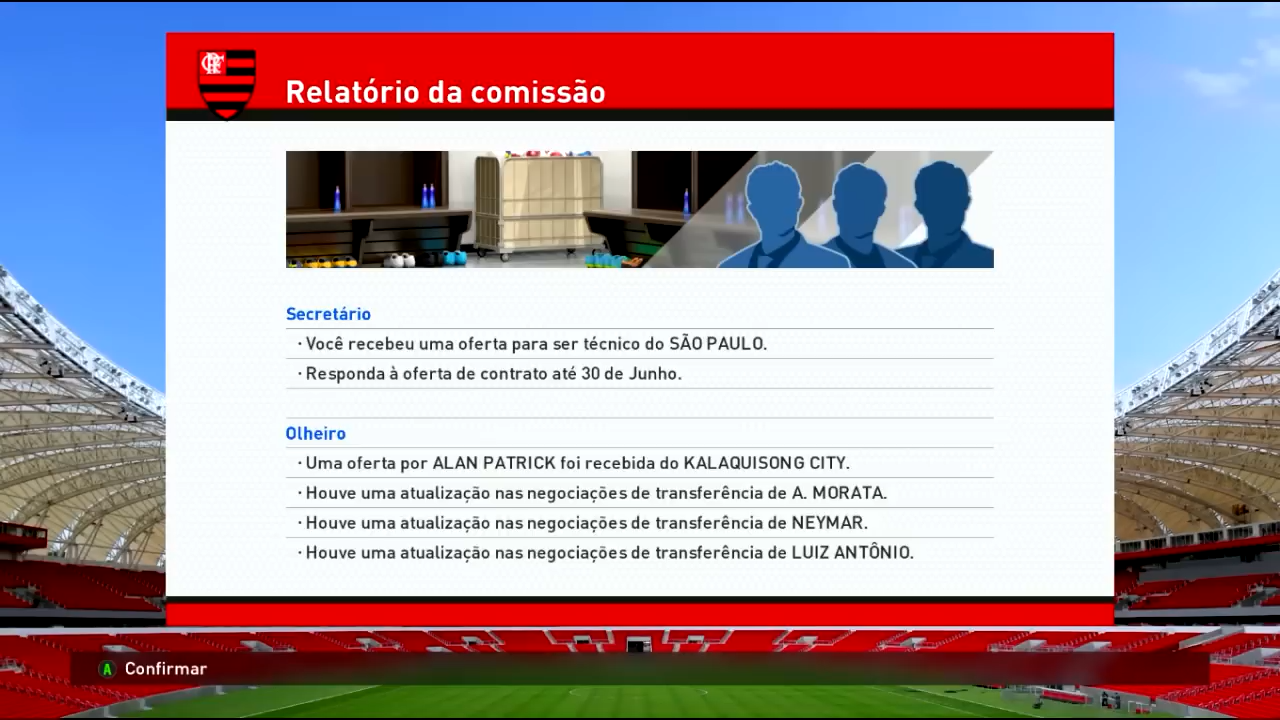 Relatório da comissão
Secretário
· Você recebeu uma oferta para ser técnico do SÃO PAULO.
· Responda à oferta de contrato até 30 de Junho.
Olheiro
· Uma oferta por ALAN PATRICK foi recebida do KALAQUISONG CITY.
· Houve uma atualização nas negociações de transferência de A. MORATA.
· Houve uma atualização nas negociações de transferência de NEYMAR.
· Houve uma atualização nas negociações de transferência de LUIZ ANTÔNIO.
A Confirmar